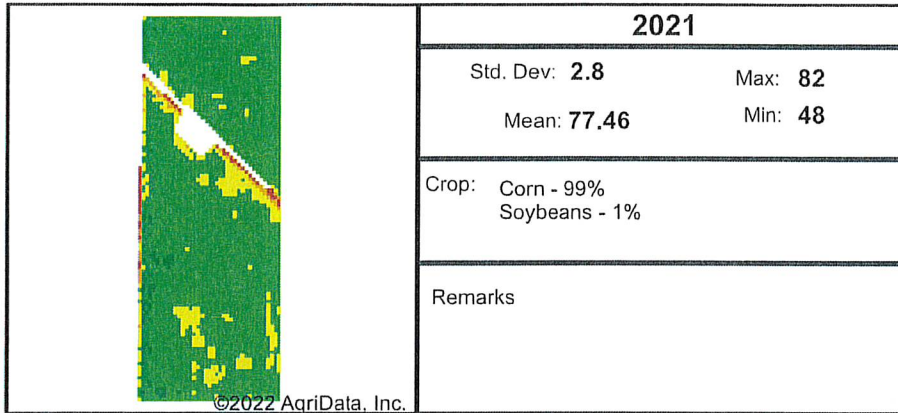 2021
Std. Dev: 2.8
Max: 82
Mean: 77.46
Min: 48
Crop: Corn - 99%
Soybeans - 1%
Remarks
©2022 AgriData, Inc.